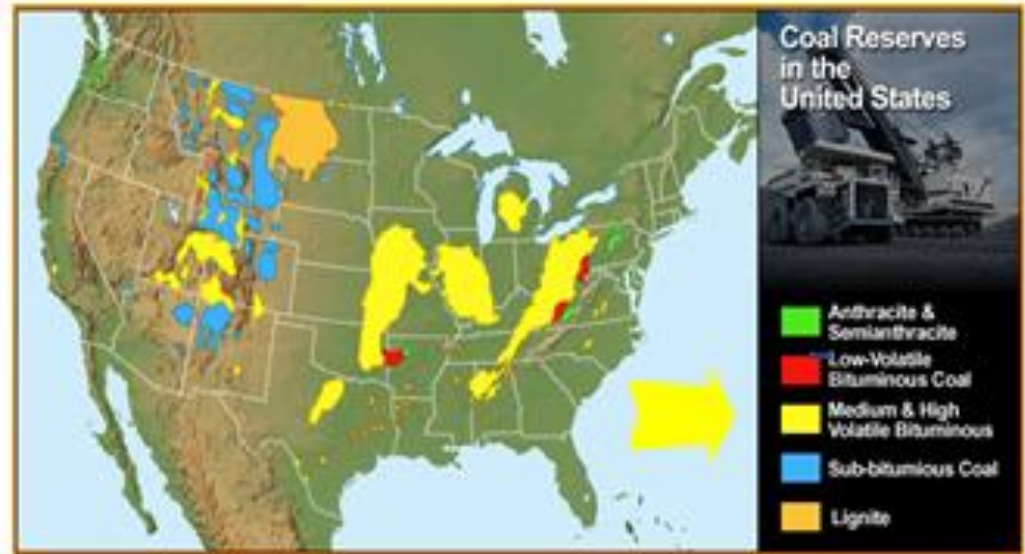 Coal Reserves
in the
United States
Anthracite &
Semianthracite
Low-Volatile
Bituminous Coal
Medium & High
Volatile Bituminous
Sub-bitumious Coal
Lignite